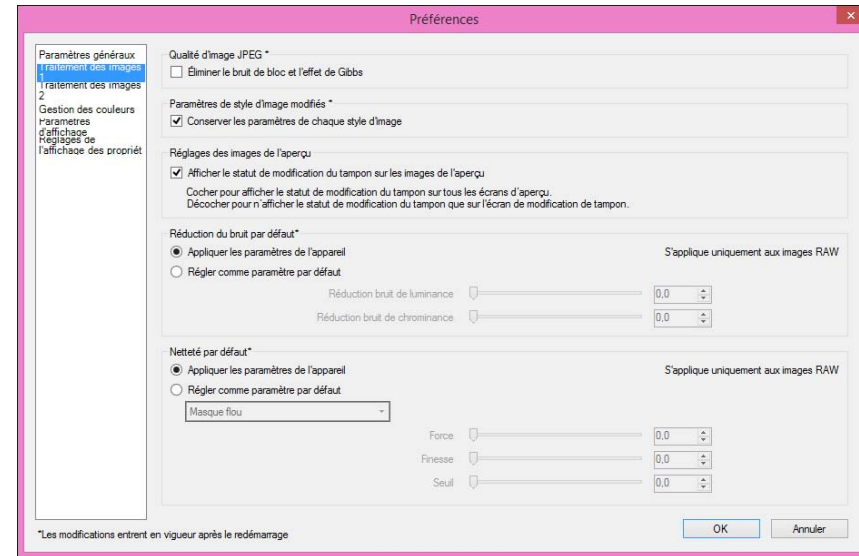 Préférences
Paramètres généraux
Traitement des images
1
Traitement des images
2
Gestion des couleurs
Paramètres
d'affichage
Réglages de
l'affichage des propriét
Qualité d'image JPEG *
Éliminer le bruit de bloc et l'effet de Gibbs
Paramètres de style d'image modifiés *
Conserver les paramètres de chaque style d'image
Réglages des images de l'aperçu
Afficher le statut de modification du tampon sur les images de l'aperçu
Cocher pour afficher le statut de modification du tampon sur tous les écrans d´aperçu.
Décocher pour n´afficher le statut de modification du tampon que sur l'écran de modification de tampon.
Réduction du bruit par défaut*
Appliquer les paramètres de l'appareil S'applique uniquement aux images RAW
Régler comme paramètre par défaut
Réduction bruit de luminance 0,0
Réduction bruit de chrominance 0,0
Netteté par défaut*
Appliquer les paramètres de l'appareil S'applique uniquement aux images RAW
Régler comme paramètre par défaut
Masque flou
Force 0,0
Finesse 0,0
Seuil 0,0
*Les modifications entrent en vigueur après le redémarrage
OK Annuler